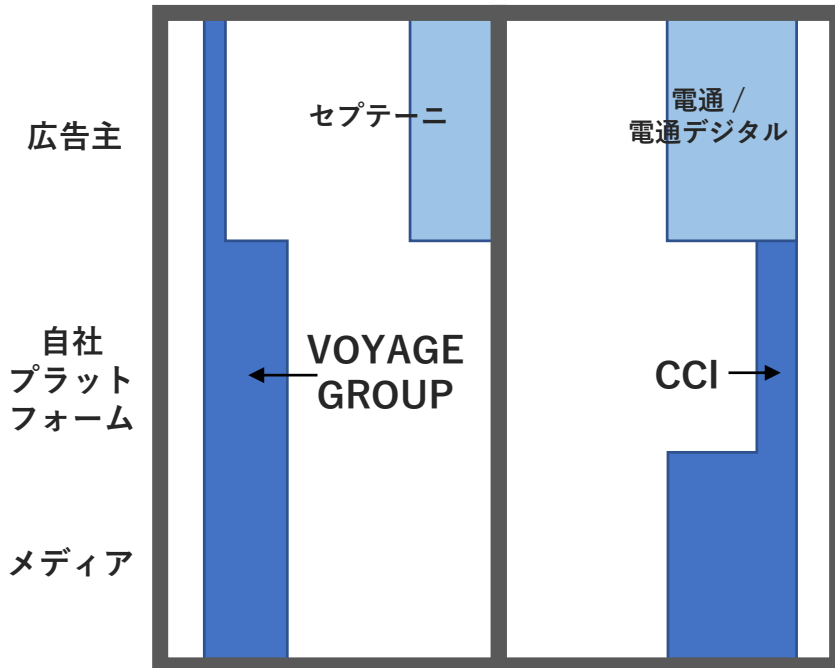 広告主
セプテーニ
電通 /
電通デジタル
自社
プラット
フォーム
VOYAGE
GROUP
CCI
メディア